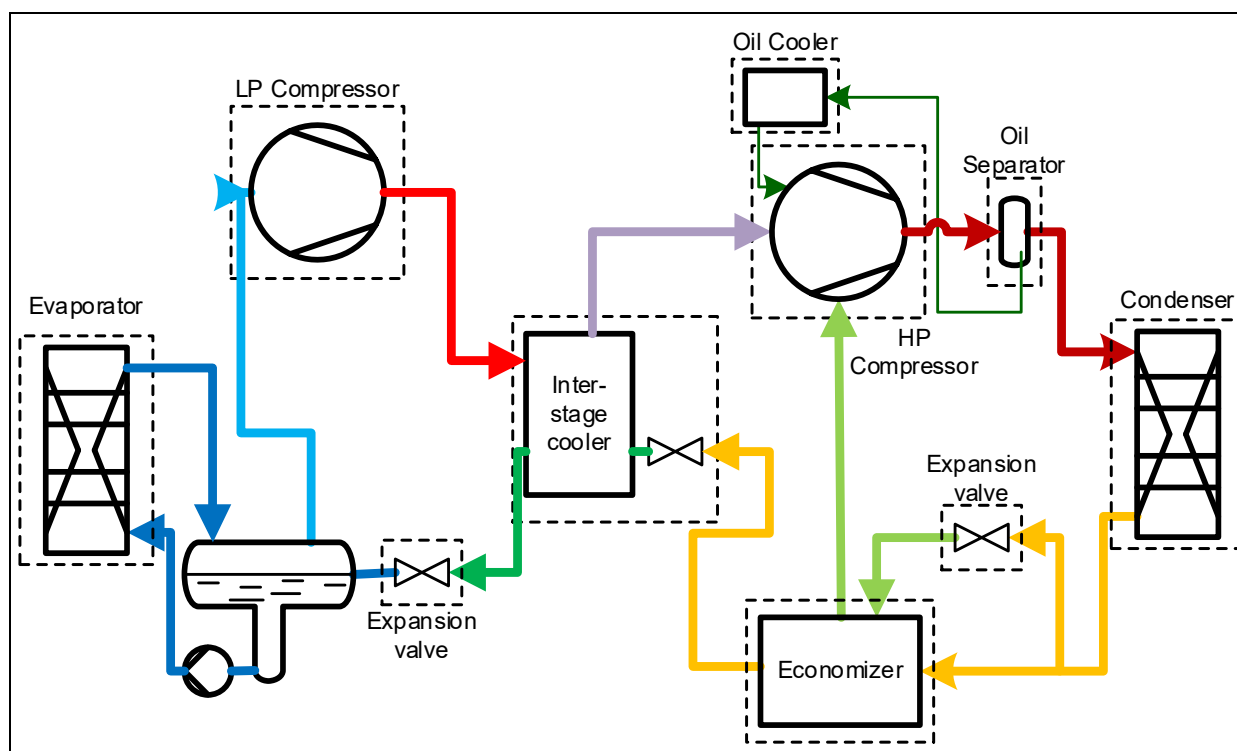 Oil Cooler
LP Compressor
Oil
Separator
Evaporator
Condenser
HP
Compressor
Inter-
stage
cooler
Expansion
valve
Expansion
valve
Economizer